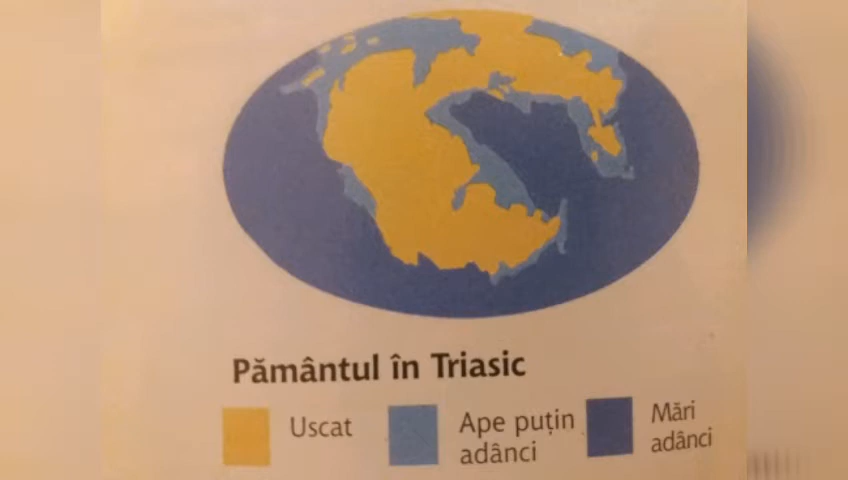 Pământul în Triasic
Uscat
Ape puțin
adânci
Mări
adânci